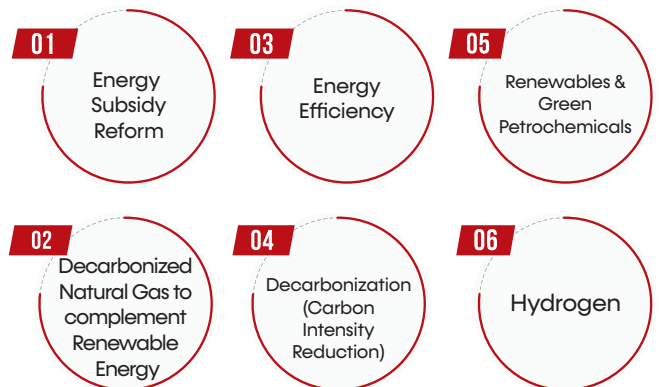 01
Energy
Subsidy
Reform
02
Decarbonized
Natural Gas to
complement
Renewable
Energy
03
Energy
Efficiency
04
Decarbonization
(Carbon
Intensity
Reduction)
05
Renewables &
Green
Petrochemicals
06
Hydrogen